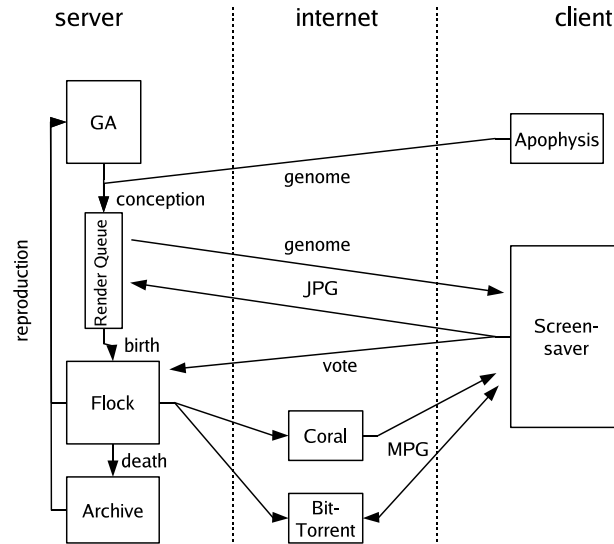 server
internet
client
GA
Apophysis
genome
conception
Render Queue
genome
JPG
reproduction
Screen-
saver
birth
vote
Flock
Coral
MPG
death
Archive
Bit-
Torrent